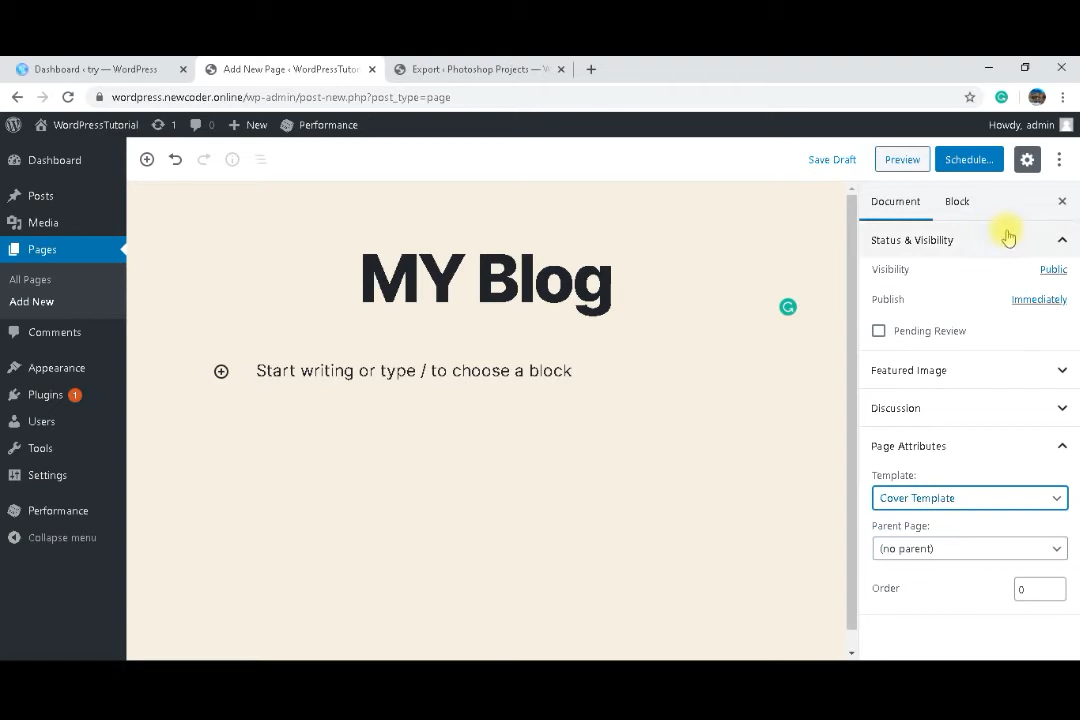 Dashboard ‹ try — WordPress
Add New Page ‹ WordPressTutor
Export ‹ Photoshop Projects — W
wordpress.newcoder.online/wp-admin/post-new.php?post_type=page
WordPressTutorial 1 0 New Performance Howdy, admin
Dashboard
Posts
Media
Pages
All Pages
Add New
Comments
Appearance
Plugins 1
Users
Tools
Settings
Performance
Collapse menu
Save Draft Preview Schedule...
MY Blog
Start writing or type / to choose a block
Document Block
Status & Visibility
Visibility Public
Publish Immediately
Pending Review
Featured Image
Discussion
Page Attributes
Template:
Cover Template
Parent Page:
(no parent)
Order 0